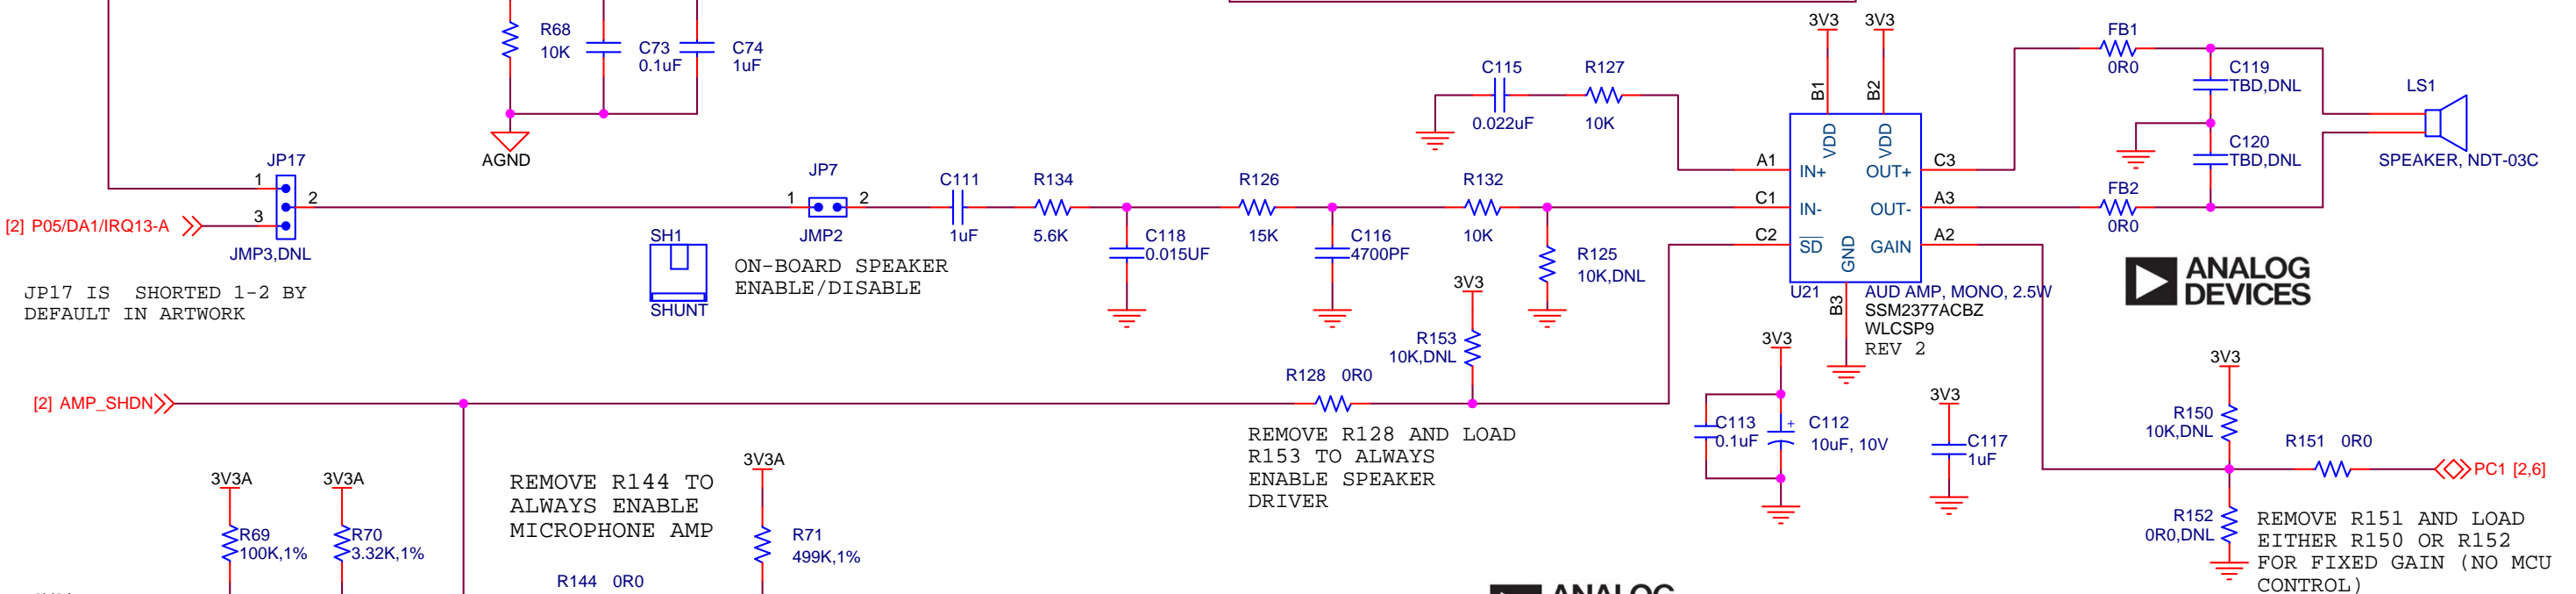 R68
10K
C73
0.1uF
C74
1uF
AGND
JP17
1
2
3
[2] P05/DA1/IRQ13-A
JMP3,DNL
JP17 IS SHORTED 1-2 BY
DEFAULT IN ARTWORK
JP7
1
2
JMP2
SH1
SHUNT
ON-BOARD SPEAKER
ENABLE/DISABLE
C111
1uF
R134
5.6K
C118
0.015UF
R126
15K
C116
4700PF
R132
10K
R125
10K,DNL
C115
0.022uF
R127
10K
3V3
3V3
B1
B2
VDD
VDD
A1
IN+
C1
IN-
C2
SD
GND
B3
OUT+
C3
OUT-
A3
GAIN
A2
U21
AUD AMP, MONO, 2.5W
SSM2377ACBZ
WLCSP9
REV 2
FB1
0R0
FB2
0R0
C119
TBD,DNL
C120
TBD,DNL
LS1
SPEAKER, NDT-03C
ANALOG
DEVICES
[2] AMP_SHDN
R128 0R0
3V3
R153
10K,DNL
REMOVE R128 AND LOAD
R153 TO ALWAYS
ENABLE SPEAKER
DRIVER
3V3
C113
0.1uF
+
C112
10uF, 10V
3V3
C117
1uF
3V3
R150
10K,DNL
R151 0R0
PC1 [2,6]
R152
0R0,DNL
REMOVE R151 AND LOAD
EITHER R150 OR R152
FOR FIXED GAIN (NO MCU
CONTROL)
3V3A
R69
100K,1%
3V3A
R70
3.32K,1%
REMOVE R144 TO
ALWAYS ENABLE
MICROPHONE AMP
R144 0R0
3V3A
R71
499K,1%
ANALOG